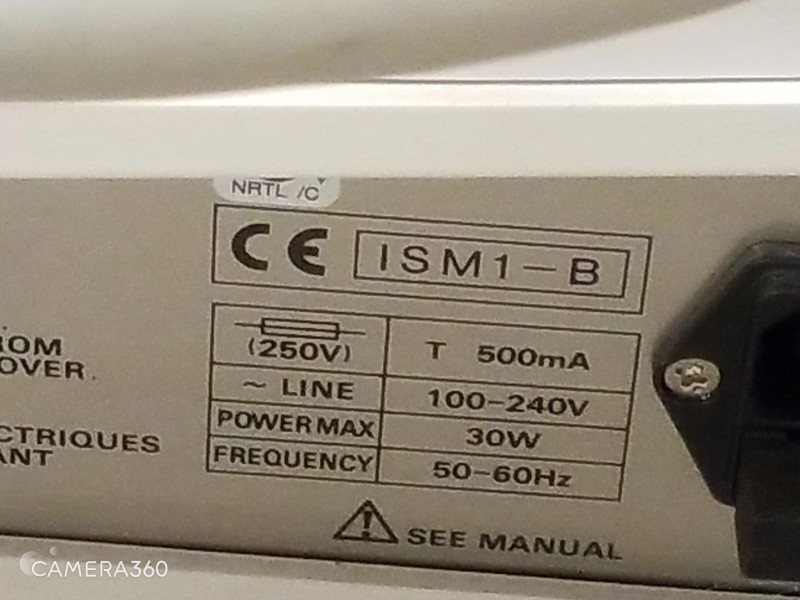 NRTL /C
CE ISM1-B
(250V) T 500mA
~ LINE 100-240V
POWER MAX 30W
FREQUENCY 50-60Hz
SEE MANUAL
OVER.
CTRIQUES
ANT
CAMERA360